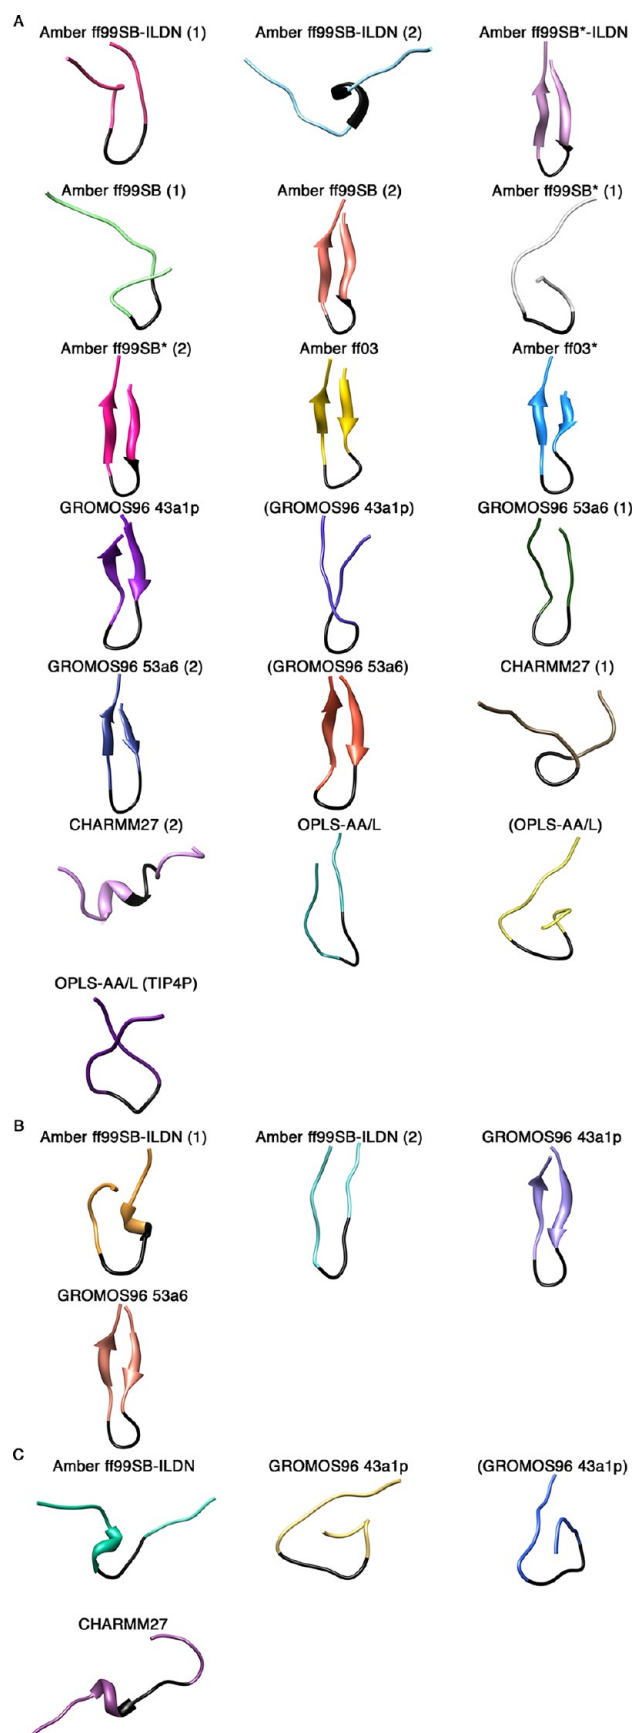 A
Amber ff99SB-ILDN (1) Amber ff99SB-ILDN (2) Amber ff99SB*-ILDN
Amber ff99SB (1) Amber ff99SB (2) Amber ff99SB* (1)
Amber ff99SB* (2) Amber ff03 Amber ff03*
GROMOS96 43a1p (GROMOS96 43a1p) GROMOS96 53a6 (1)
GROMOS96 53a6 (2) (GROMOS96 53a6) CHARMM27 (1)
CHARMM27 (2) OPLS-AA/L (OPLS-AA/L)
OPLS-AA/L (TIP4P)
B
Amber ff99SB-ILDN (1) Amber ff99SB-ILDN (2) GROMOS96 43a1p
GROMOS96 53a6
C
Amber ff99SB-ILDN GROMOS96 43a1p (GROMOS96 43a1p)
CHARMM27